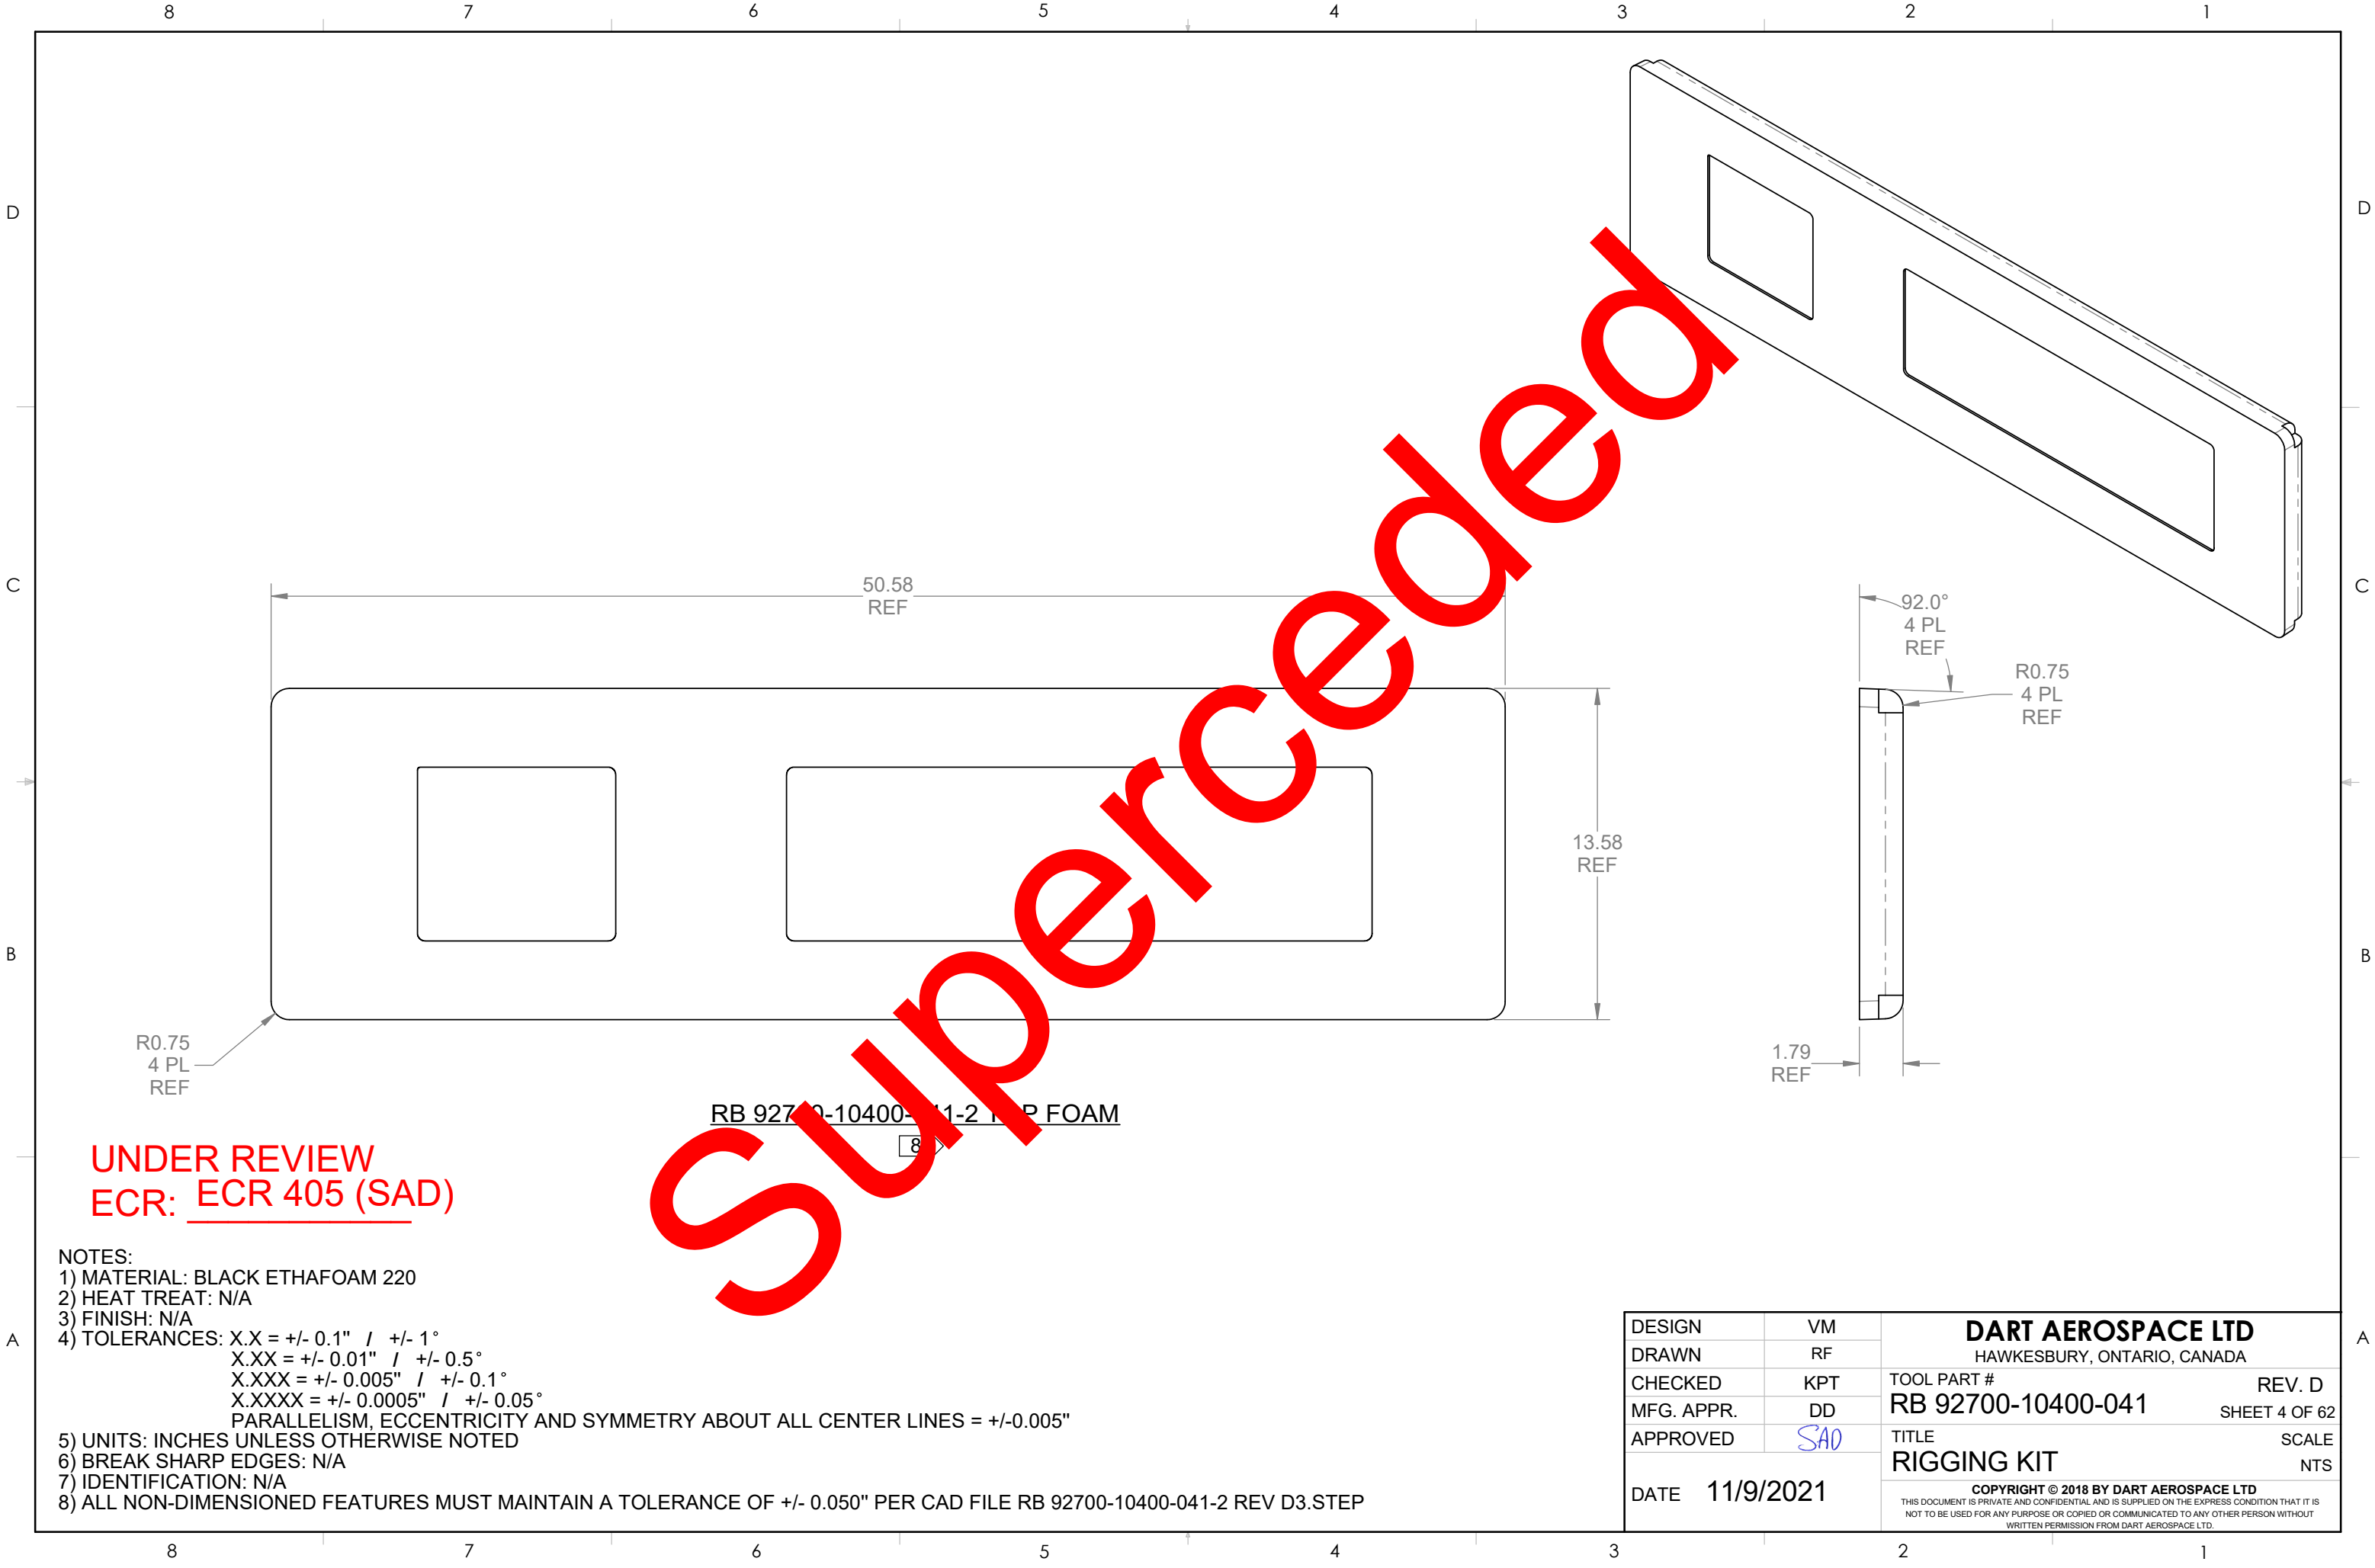 8 7 6 5 4 3 2 1
D D
C C
B B
A A
50.58
REF
92.0°
4 PL
REF
R0.75
4 PL
REF
13.58
REF
1.79
REF
R0.75
4 PL
REF
FOAM
8
Superceded
UNDER REVIEW
ECR: ECR 405 (SAD)
NOTES:
1) MATERIAL: BLACK ETHAFOAM 220
2) HEAT TREAT: N/A
3) FINISH: N/A
4) TOLERANCES: X.X = +/- 0.1" / +/- 1°
X.XX = +/- 0.01" / +/- 0.5°
X.XXX = +/- 0.005" / +/- 0.1°
X.XXXX = +/- 0.0005" / +/- 0.05°
PARALLELISM, ECCENTRICITY AND SYMMETRY ABOUT ALL CENTER LINES = +/-0.005"
5) UNITS: INCHES UNLESS OTHERWISE NOTED
6) BREAK SHARP EDGES: N/A
7) IDENTIFICATION: N/A
8) ALL NON-DIMENSIONED FEATURES MUST MAINTAIN A TOLERANCE OF +/- 0.050" PER CAD FILE RB 92700-10400-041-2 REV D3.STEP
DESIGN VM
DRAWN RF
CHECKED KPT
MFG. APPR. DD
APPROVED SAD
DATE 11/9/2021
DART AEROSPACE LTD
HAWKESBURY, ONTARIO, CANADA
TOOL PART # REV. D
RB 92700-10400-041 SHEET 4 OF 62
TITLE SCALE
RIGGING KIT NTS
COPYRIGHT © 2018 BY DART AEROSPACE LTD
THIS DOCUMENT IS PRIVATE AND CONFIDENTIAL AND IS SUPPLIED ON THE EXPRESS CONDITION THAT IT IS
NOT TO BE USED FOR ANY PURPOSE OR COPIED OR COMMUNICATED TO ANY OTHER PERSON WITHOUT
WRITTEN PERMISSION FROM DART AEROSPACE LTD.
8 7 6 5 4 3 2 1